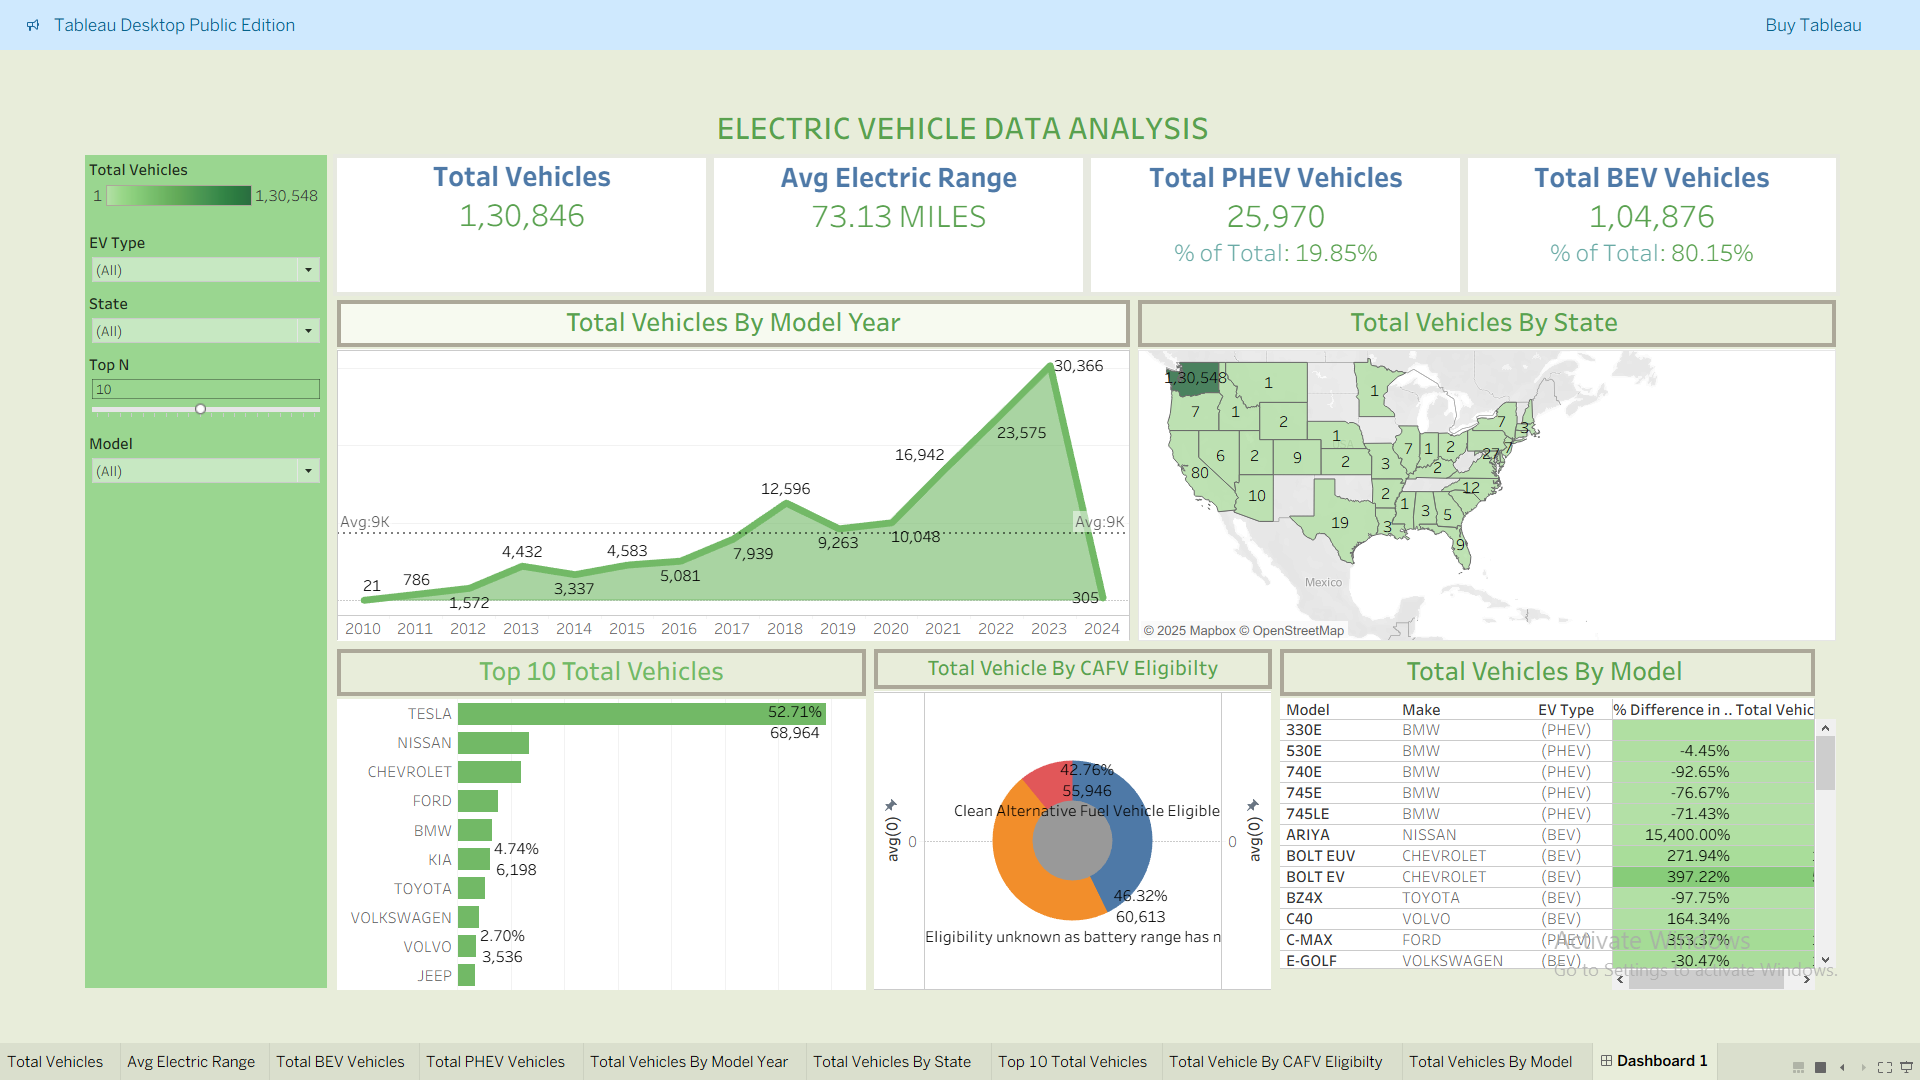 Tableau Desktop Public Edition
Buy Tableau
ELECTRIC VEHICLE DATA ANALYSIS
Total Vehicles
1 1,30,548
EV Type
(All)
State
(All)
Top N
10
Model
(All)
Total Vehicles
1,30,846
Avg Electric Range
73.13 MILES
Total PHEV Vehicles
25,970
% of Total: 19.85%
Total BEV Vehicles
1,04,876
% of Total: 80.15%
Total Vehicles By Model Year
30,366
23,575
16,942
12,596
Avg:9K Avg:9K
10,048
9,263
7,939
4,432 4,583
5,081
3,337
21 786
1,572
305
2010 2011 2012 2013 2014 2015 2016 2017 2018 2019 2020 2021 2022 2023 2024
Total Vehicles By State
1,30,548 1 1
7 1 2 7 3
1 7 1 2 27 7
80 6 2 9 2 3 2
10 2 12
19 3 1 3 5
9
Mexico
© 2025 Mapbox © OpenStreetMap
Top 10 Total Vehicles
TESLA 52.71%
68,964
NISSAN
CHEVROLET
FORD
BMW
KIA 4.74%
6,198
TOYOTA
VOLKSWAGEN
VOLVO 2.70%
3,536
JEEP
Total Vehicle By CAFV Eligibilty
42.76%
55,946
Clean Alternative Fuel Vehicle Eligible
avg(0) 0 0 avg(0)
46.32%
60,613
Eligibility unknown as battery range has n
Total Vehicles By Model
Model Make EV Type % Difference in .. Total Vehic
330E BMW (PHEV)
530E BMW (PHEV) -4.45%
740E BMW (PHEV) -92.65%
745E BMW (PHEV) -76.67%
745LE BMW (PHEV) -71.43%
ARIYA NISSAN (BEV) 15,400.00%
BOLT EUV CHEVROLET (BEV) 271.94%
BOLT EV CHEVROLET (BEV) 397.22%
BZ4X TOYOTA (BEV) -97.75%
C40 VOLVO (BEV) 164.34%
C-MAX FORD (PHEV) 353.37%
E-GOLF VOLKSWAGEN (BEV) -30.47%
Activate Windows
Go to Settings to activate Windows.
Total Vehicles Avg Electric Range Total BEV Vehicles Total PHEV Vehicles Total Vehicles By Model Year Total Vehicles By State Top 10 Total Vehicles Total Vehicle By CAFV Eligibilty Total Vehicles By Model Dashboard 1